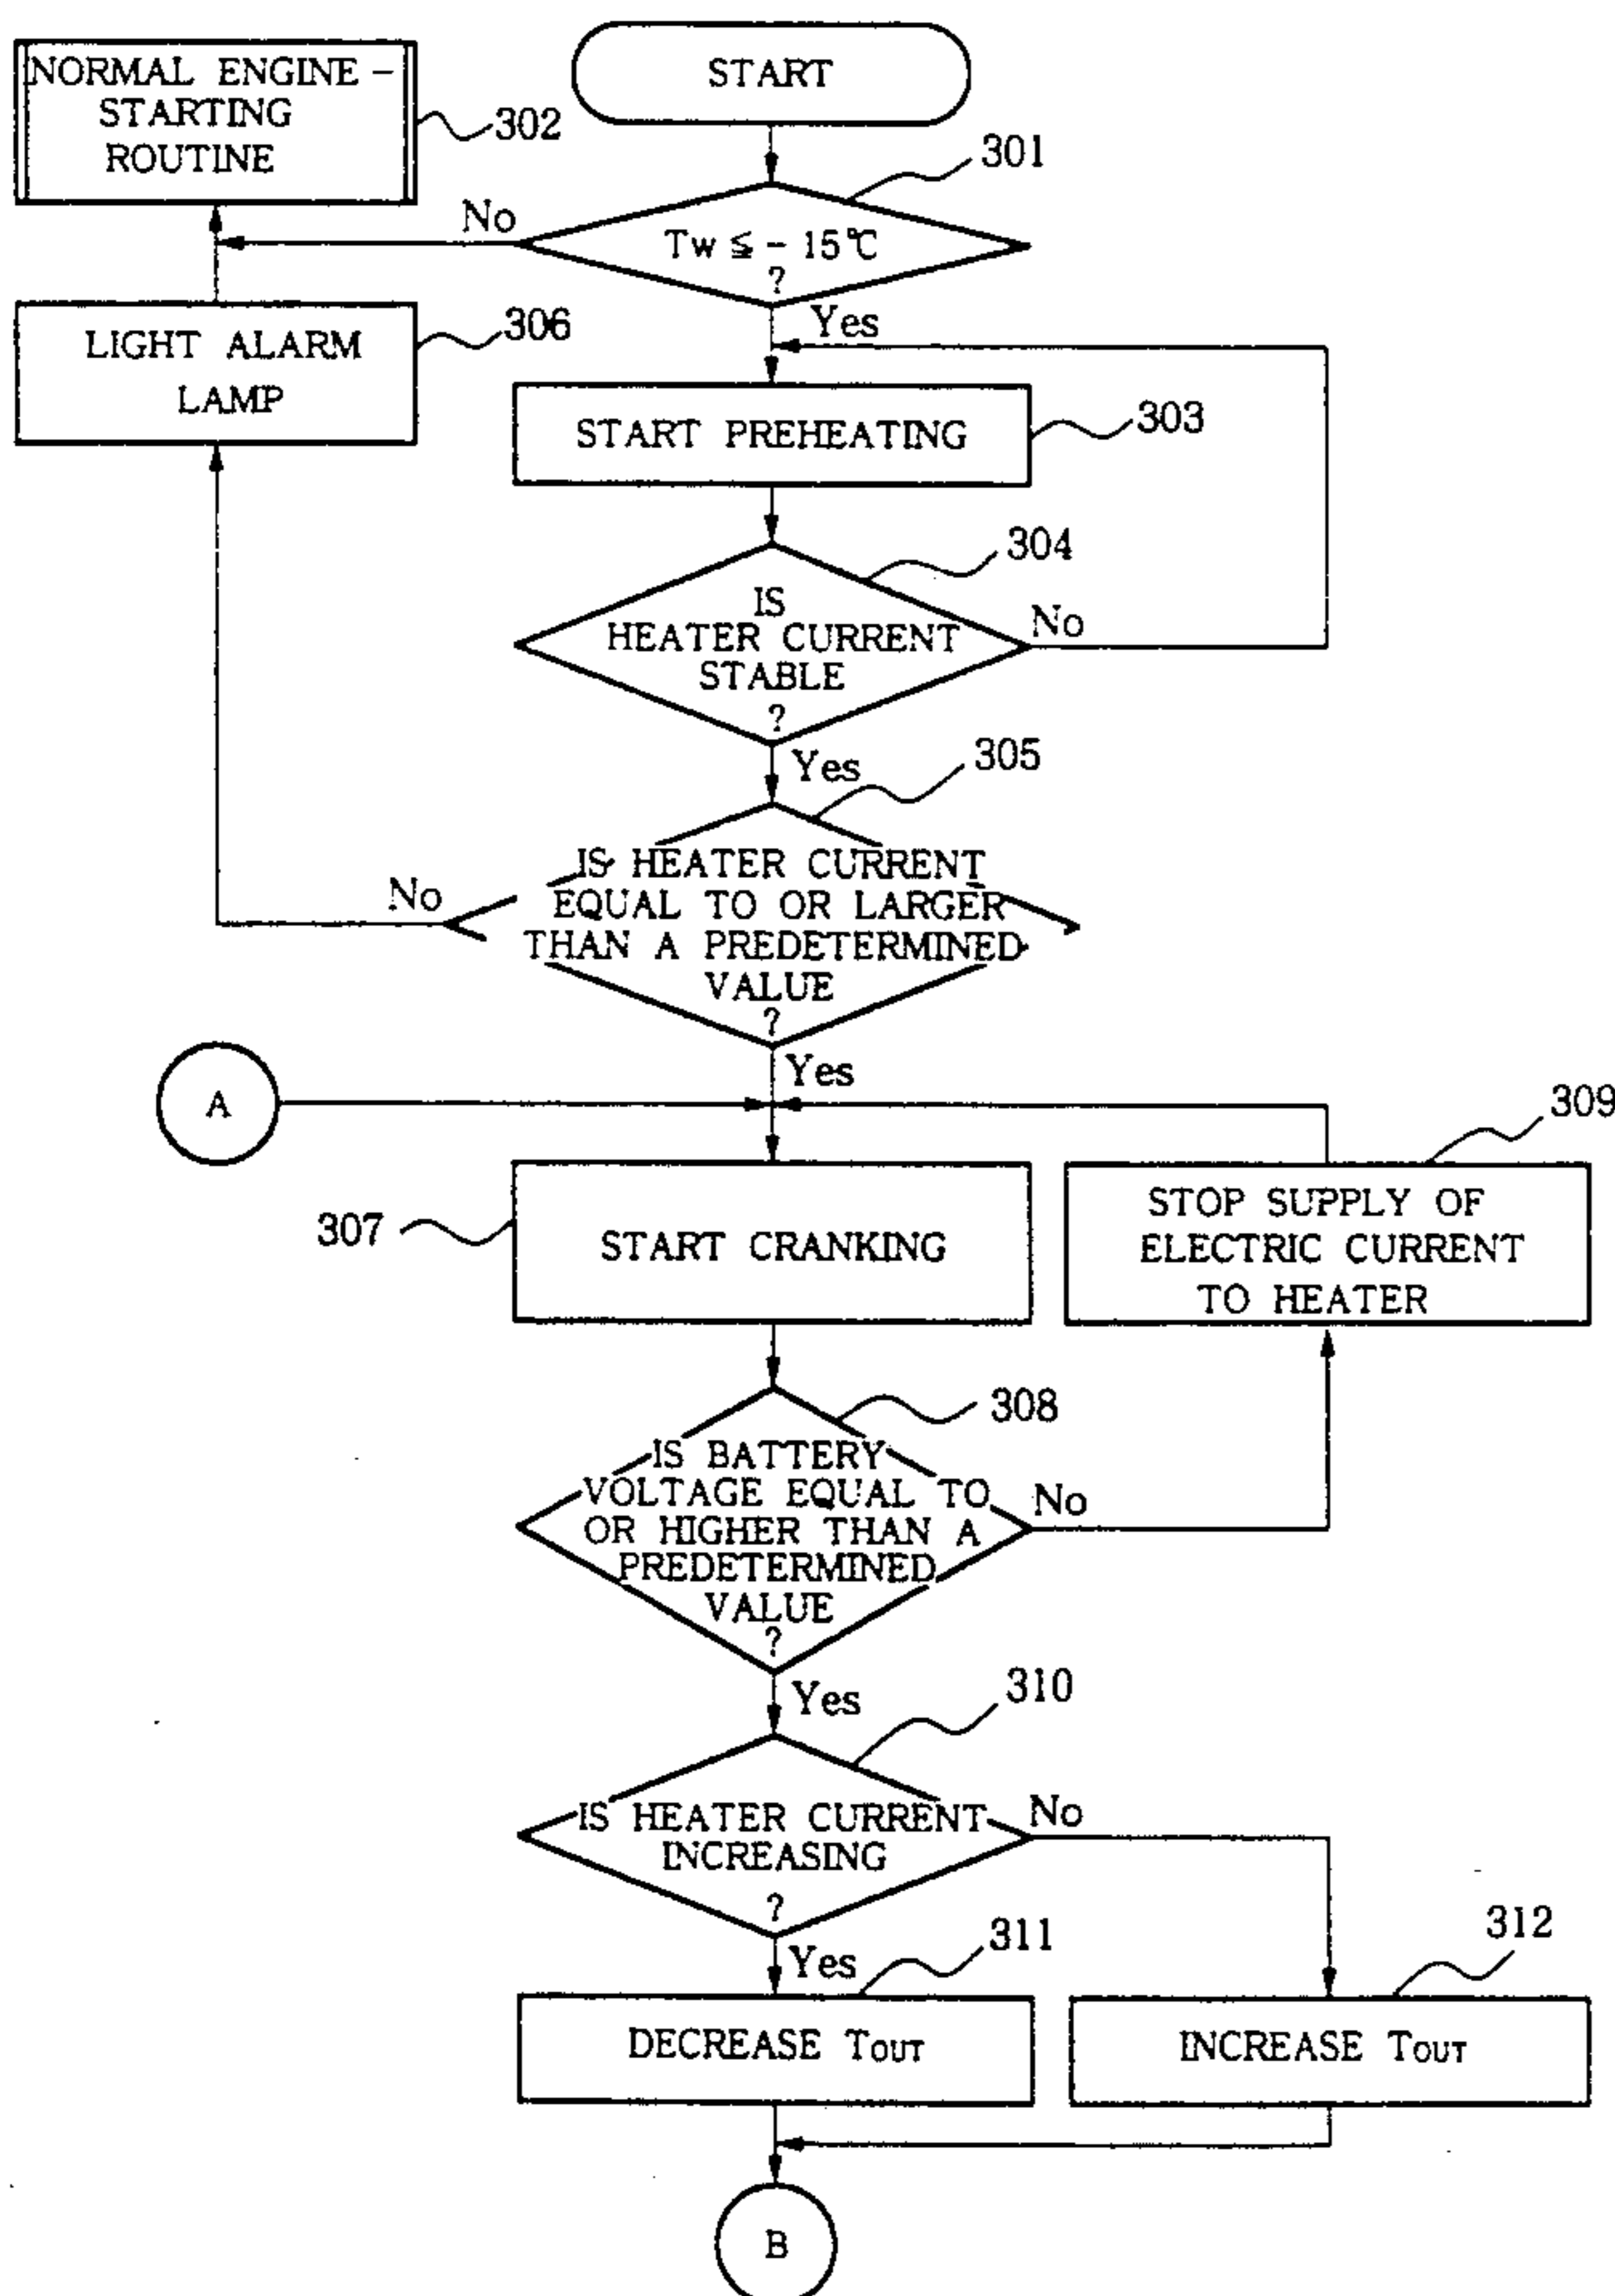 START
NORMAL ENGINE-
STARTING
ROUTINE
302
301
Tw ≦ - 15℃
?
No
Yes
LIGHT ALARM
LAMP
306
START PREHEATING
303
304
IS
HEATER CURRENT
STABLE
?
No
Yes
305
IS HEATER CURRENT
EQUAL TO OR LARGER
THAN A PREDETERMINED
VALUE
?
No
Yes
A
309
307
START CRANKING
STOP SUPPLY OF
ELECTRIC CURRENT
TO HEATER
308
IS BATTERY
VOLTAGE EQUAL TO
OR HIGHER THAN A
PREDETERMINED
VALUE
?
No
Yes
310
IS HEATER CURRENT
INCREASING
?
No
Yes
311
312
DECREASE TOUT
INCREASE TOUT
B